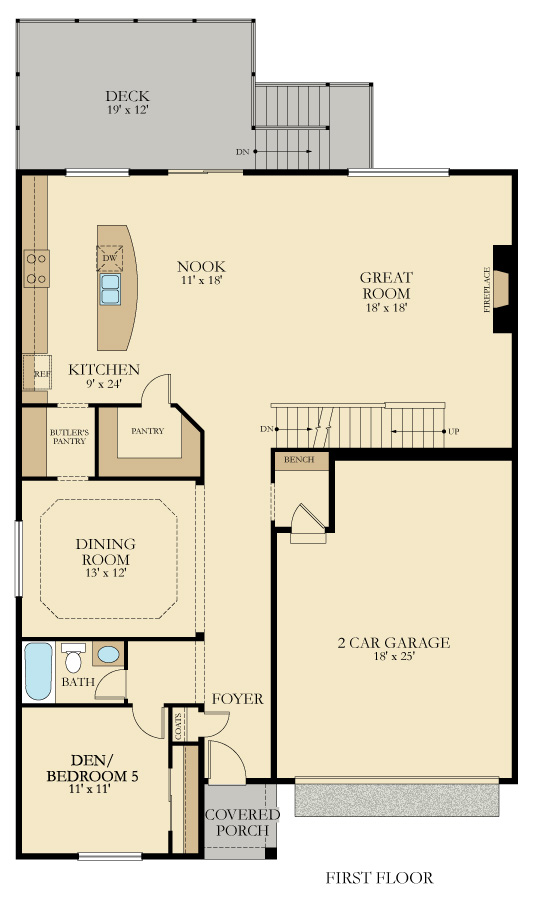 DECK
19' x 12'
DN
NOOK
11' x 18'
GREAT
ROOM
18' x 18'
FIREPLACE
DW
REF
KITCHEN
9' x 24'
BUTLER'S
PANTRY
PANTRY
DN
UP
BENCH
DINING
ROOM
13' x 12'
2 CAR GARAGE
18' x 25'
BATH
FOYER
COATS
DEN/
BEDROOM 5
11' x 11'
COVERED
PORCH
FIRST FLOOR